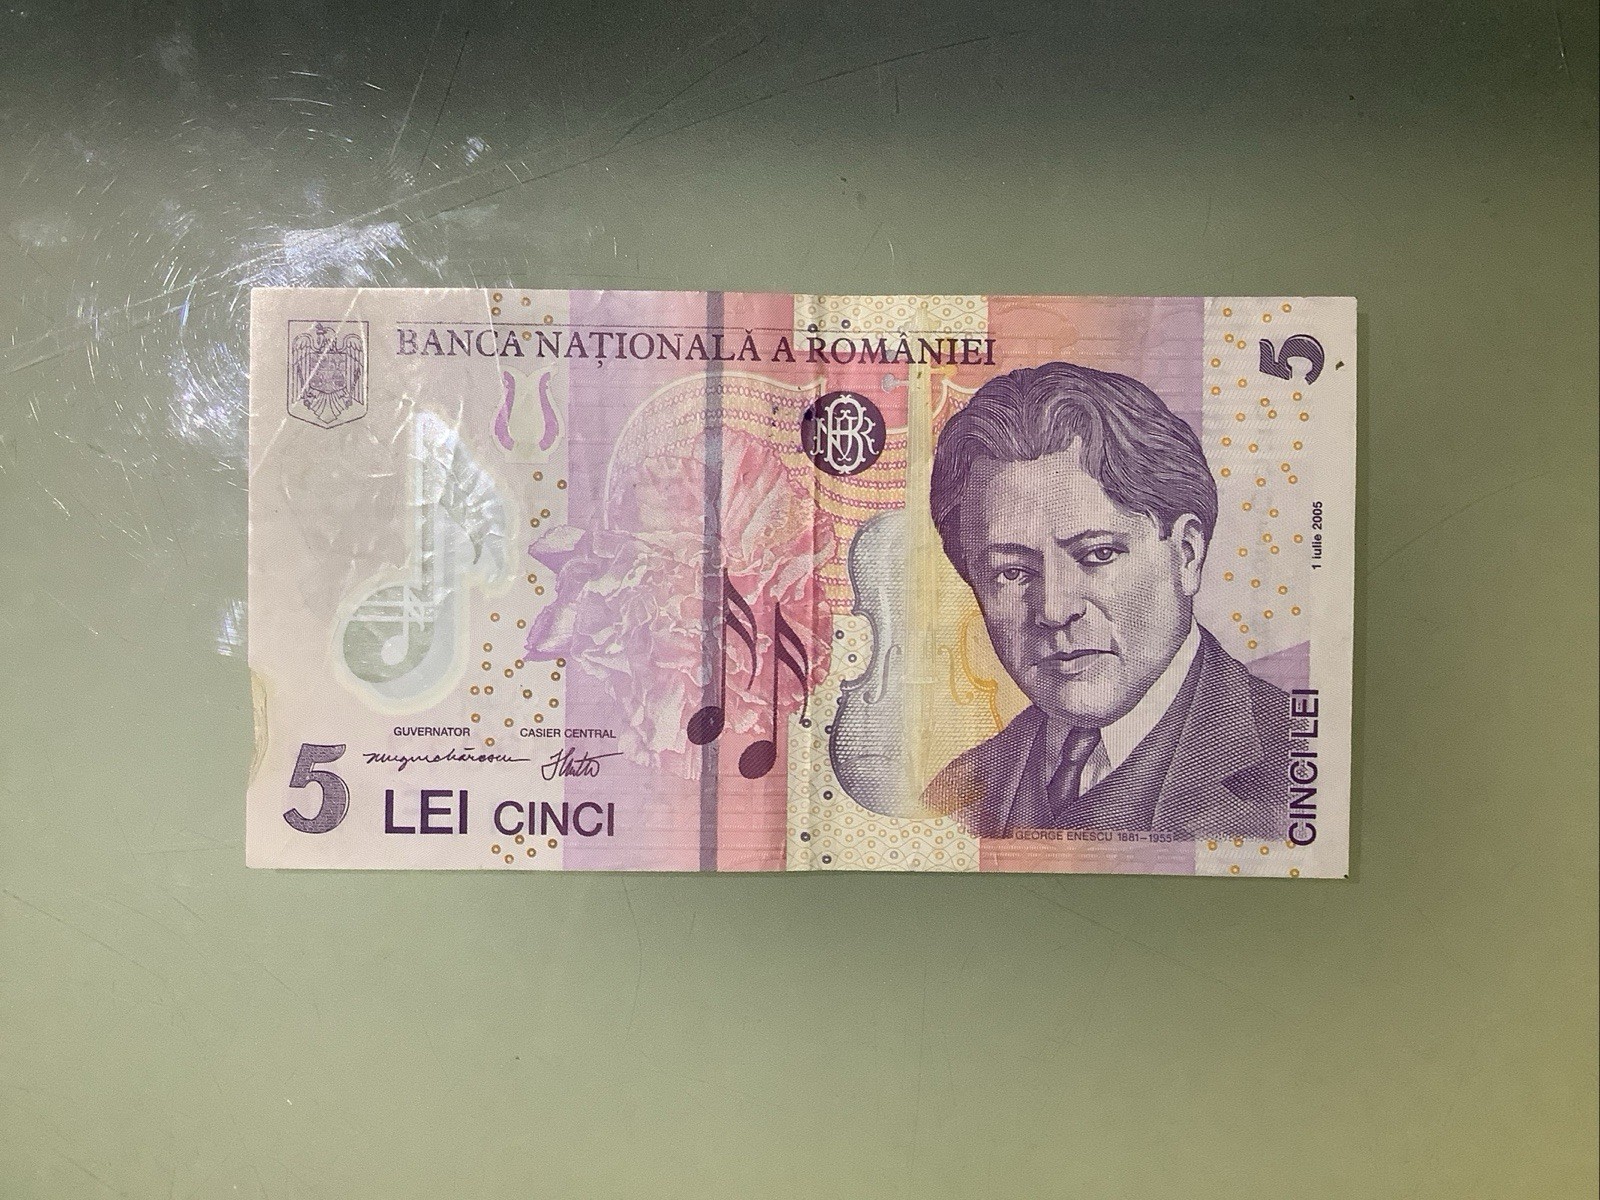 BANCA NAȚIONALĂ A ROMÂNIEI
5
1 iulie 2005
GUVERNATOR CASIER CENTRAL
5 LEI CINCI
GEORGE ENESCU 1881–1955
CINCI LEI